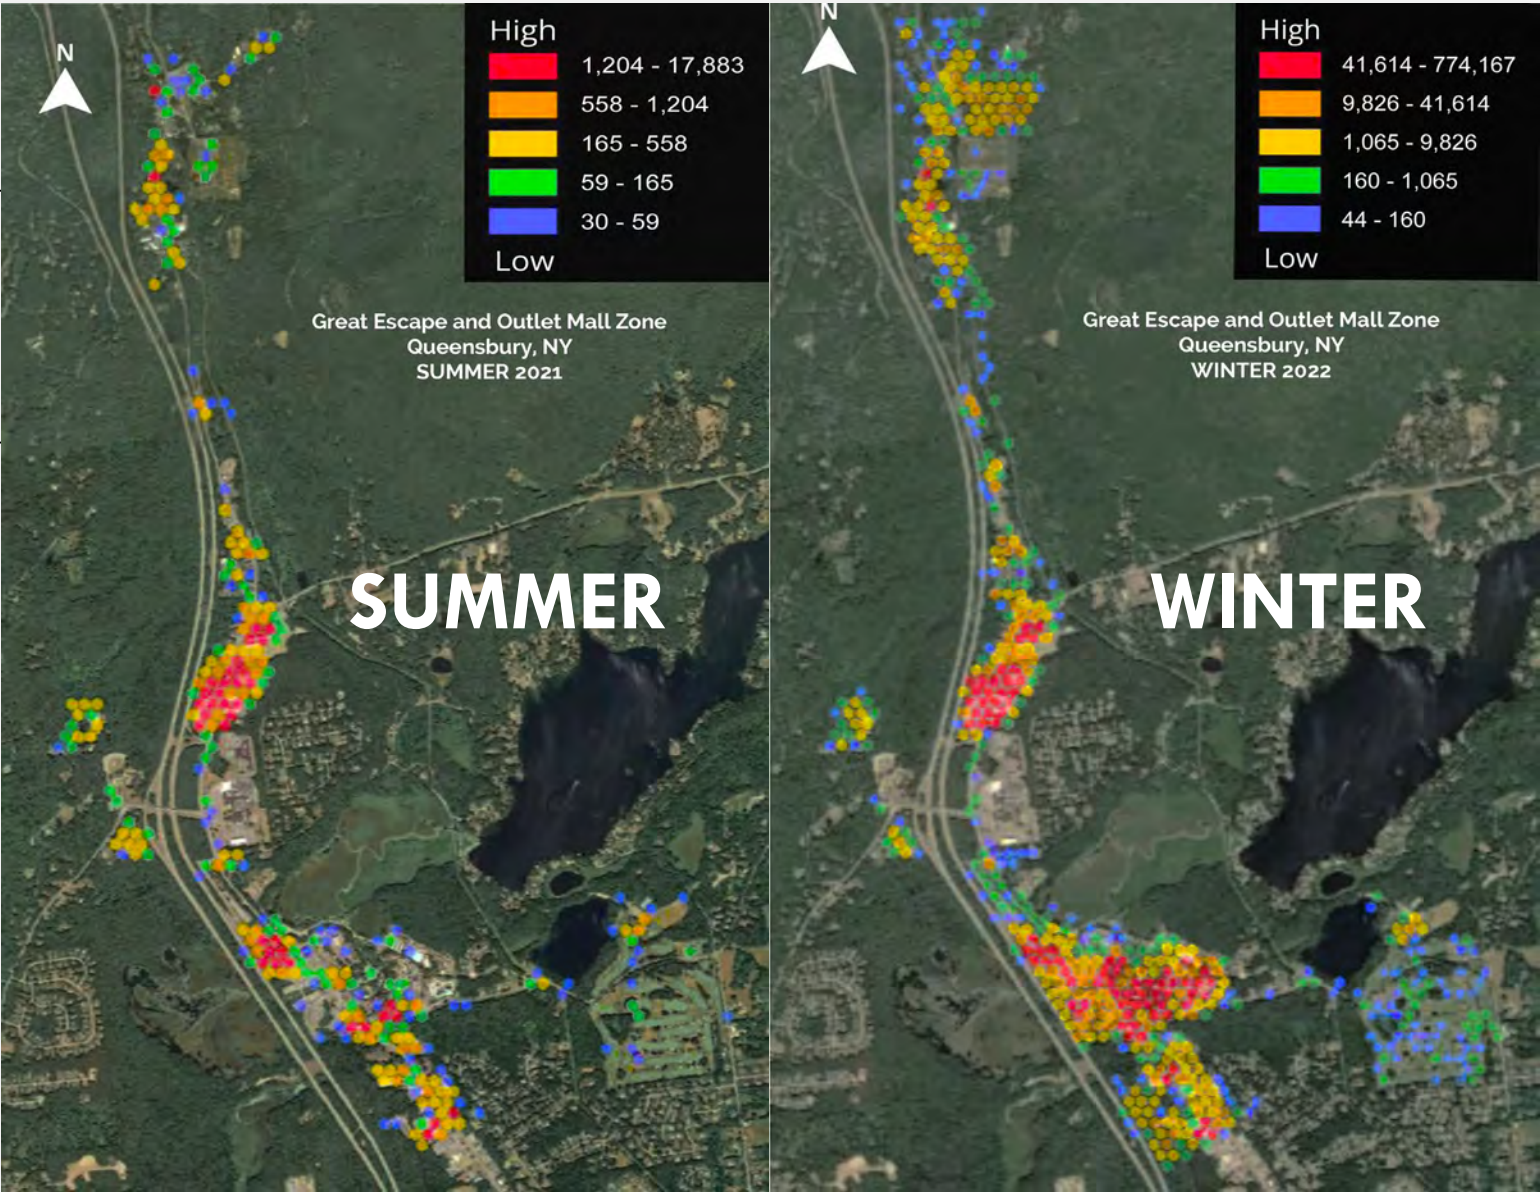 N
High
1,204 - 17,883
558 - 1,204
165 - 558
59 - 165
30 - 59
Low
Great Escape and Outlet Mall Zone
Queensbury, NY
SUMMER 2021
SUMMER
N
High
41,614 - 774,167
9,826 - 41,614
1,065 - 9,826
160 - 1,065
44 - 160
Low
Great Escape and Outlet Mall Zone
Queensbury, NY
WINTER 2022
WINTER